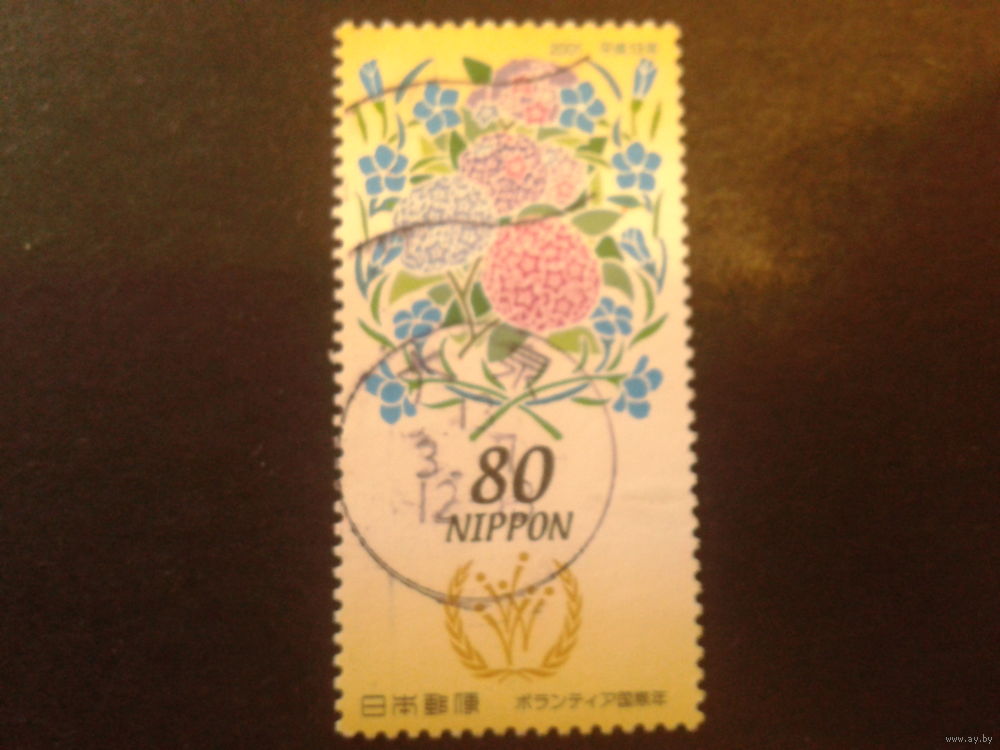 2001 平成13年
80
NIPPON
日本郵便 ボランティア国際年
www.ay.by